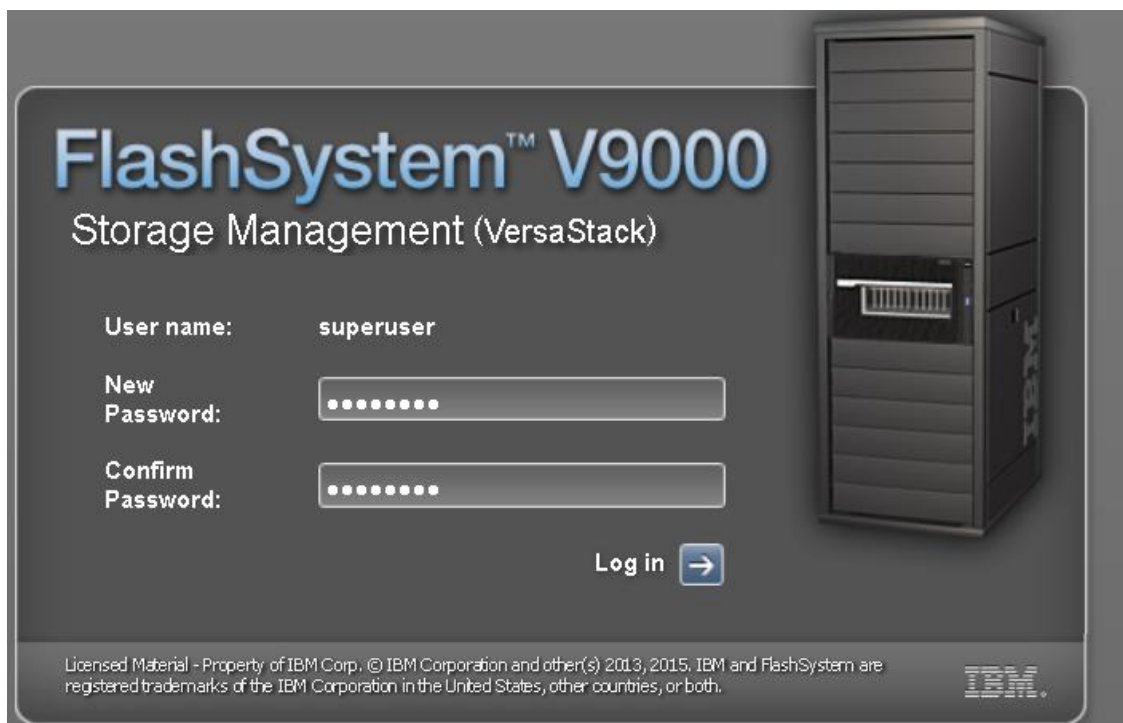 FlashSystem™ V9000
Storage Management (VersaStack)
User name: superuser
New
Password: ••••••••
Confirm
Password: ••••••••
Log in
IBM
Licensed Material - Property of IBM Corp. © IBM Corporation and other(s) 2013, 2015. IBM and FlashSystem are
registered trademarks of the IBM Corporation in the United States, other countries, or both.
IBM.